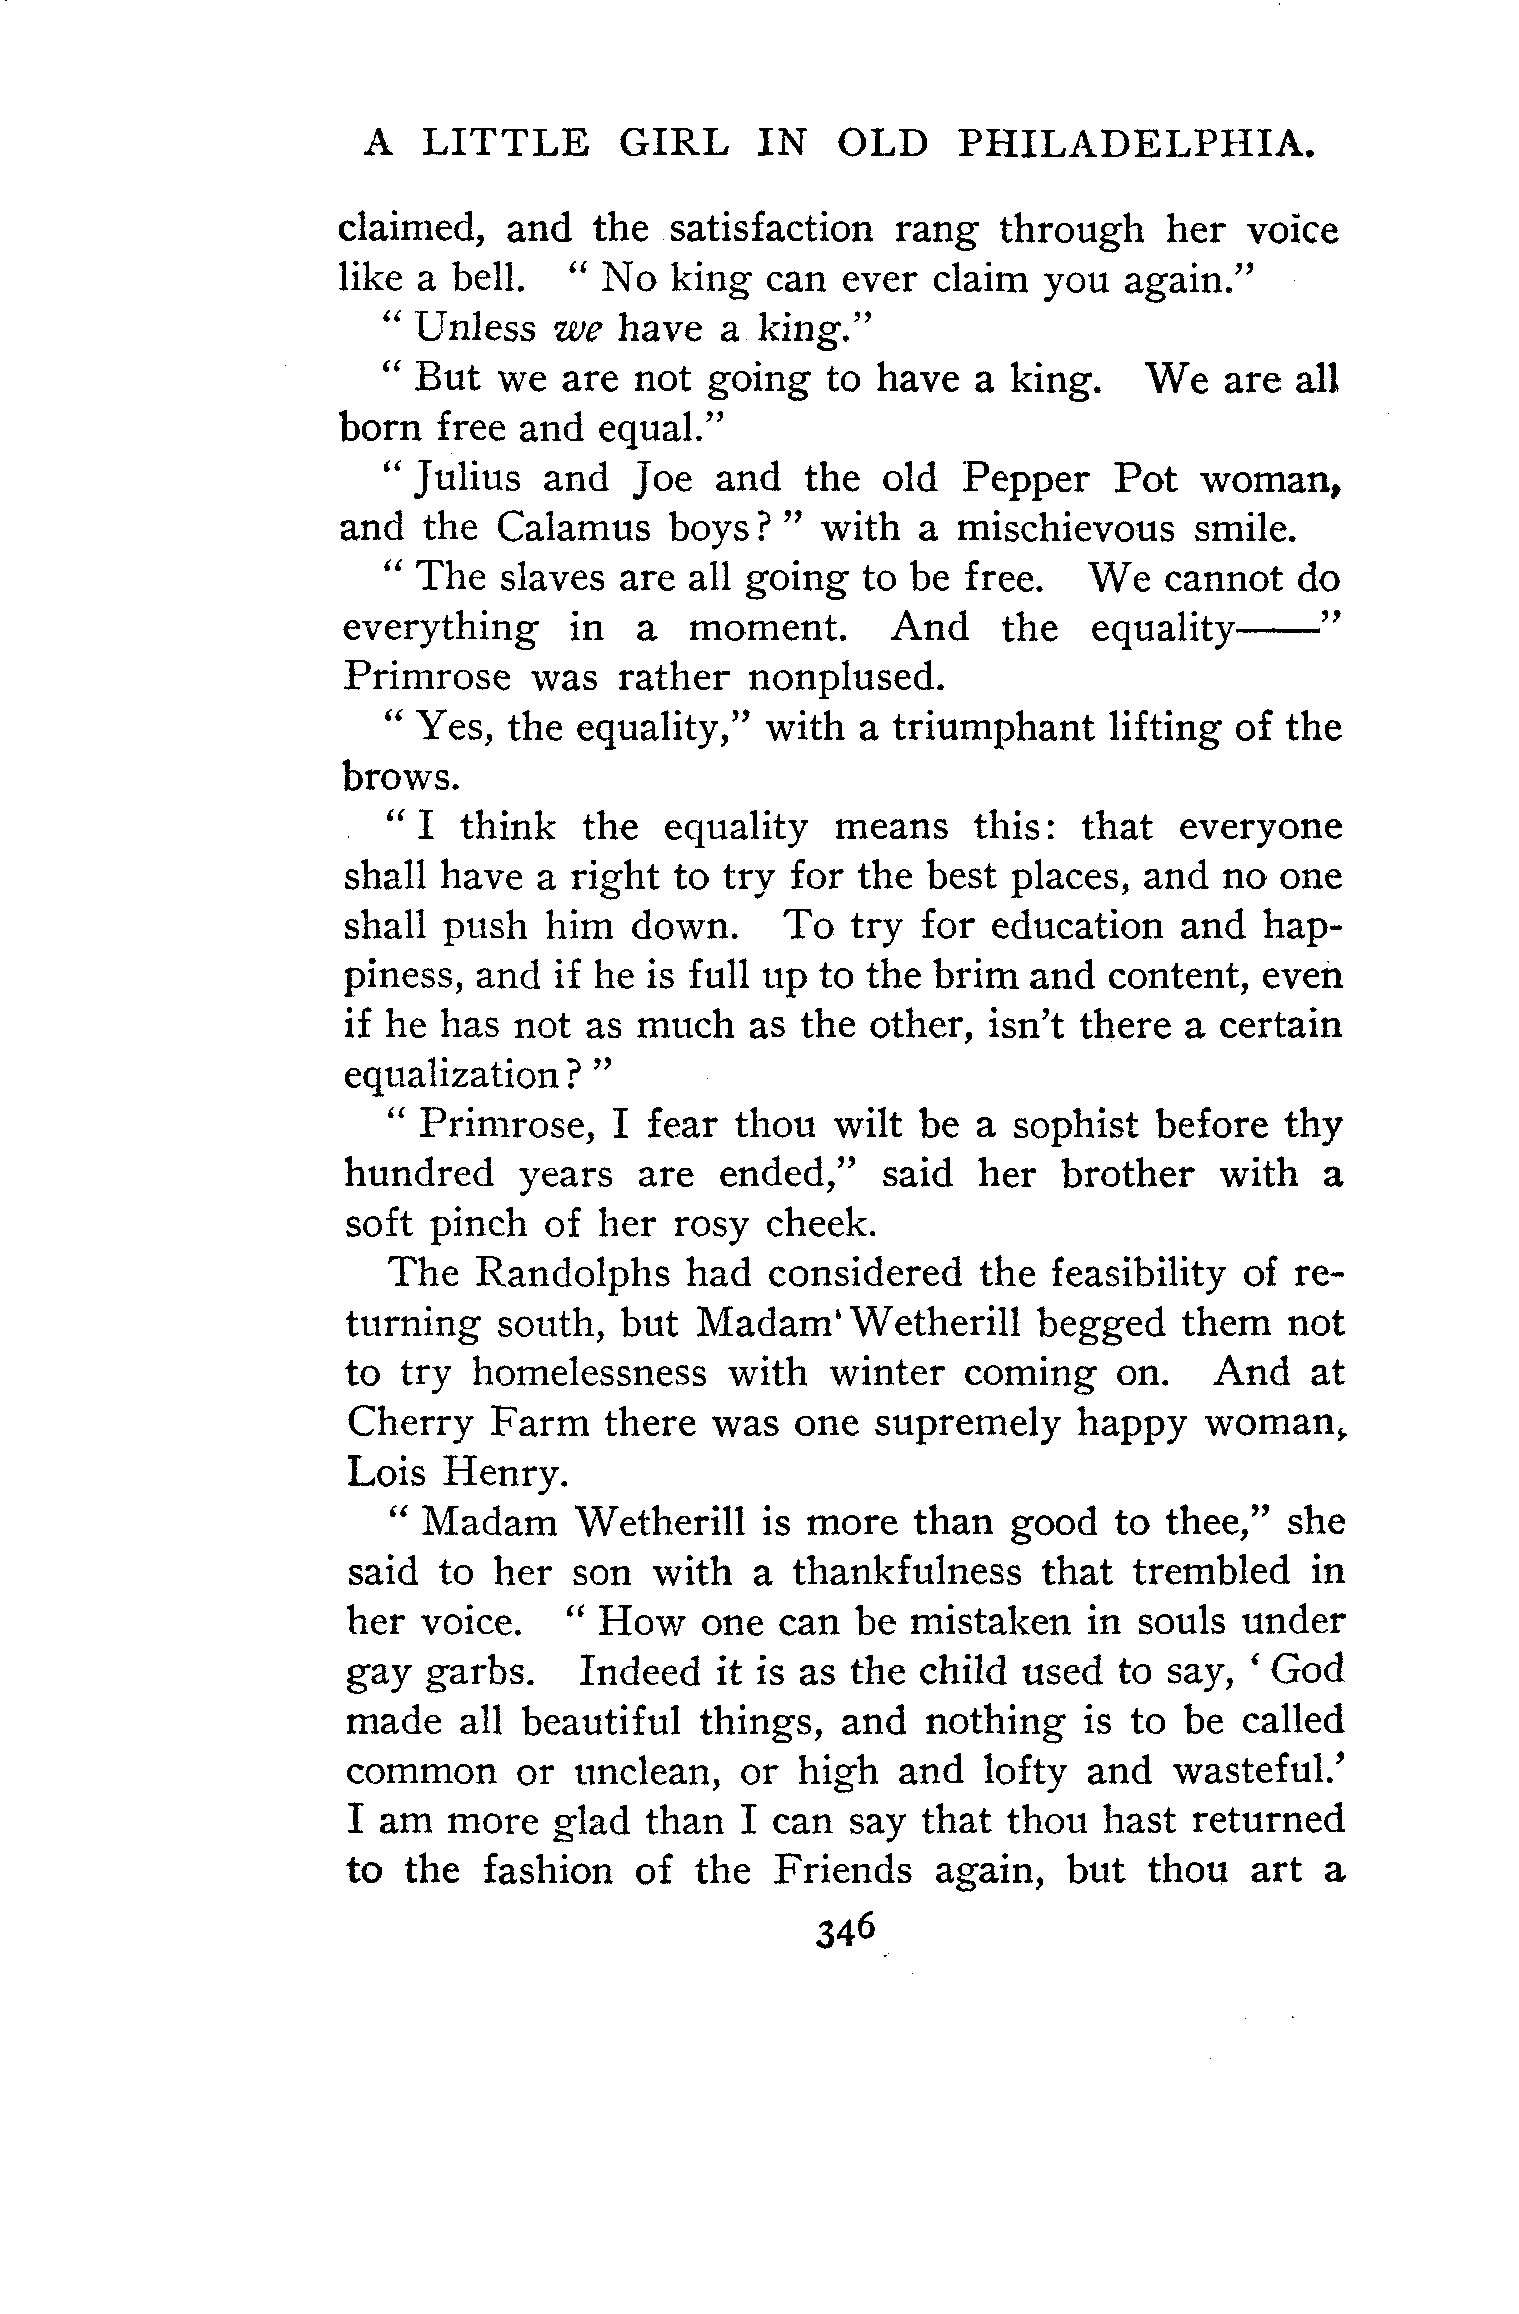 A LITTLE GIRL IN OLD PHILADELPHIA.
claimed, and the satisfaction rang through her voice
like a bell. " No king can ever claim you again."
" Unless we have a king."
" But we are not going to have a king. We are all
born free and equal."
" Julius and Joe and the old Pepper Pot woman,
and the Calamus boys? " with a mischievous smile.
" The slaves are all going to be free. We cannot do
everything in a moment. And the equality——"
Primrose was rather nonplused.
" Yes, the equality," with a triumphant lifting of the
brows.
" I think the equality means this: that everyone
shall have a right to try for the best places, and no one
shall push him down. To try for education and hap-
piness, and if he is full up to the brim and content, even
if he has not as much as the other, isn't there a certain
equalization? "
" Primrose, I fear thou wilt be a sophist before thy
hundred years are ended," said her brother with a
soft pinch of her rosy cheek.
The Randolphs had considered the feasibility of re-
turning south, but Madam' Wetherill begged them not
to try homelessness with winter coming on. And at
Cherry Farm there was one supremely happy woman,
Lois Henry.
" Madam Wetherill is more than good to thee," she
said to her son with a thankfulness that trembled in
her voice. " How one can be mistaken in souls under
gay garbs. Indeed it is as the child used to say, ' God
made all beautiful things, and nothing is to be called
common or unclean, or high and lofty and wasteful.'
I am more glad than I can say that thou hast returned
to the fashion of the Friends again, but thou art a
346